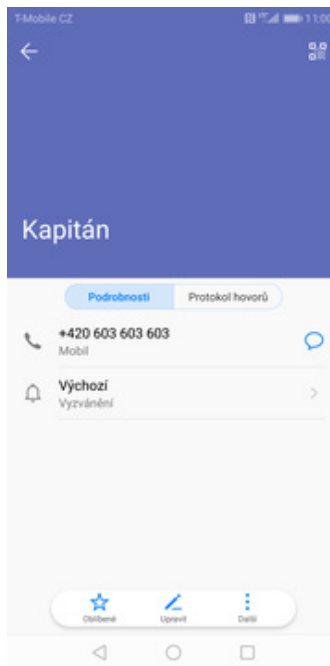 T-Mobile CZ 11:00
Kapitán
Podrobnosti Protokol hovorů
+420 603 603 603
Mobil
Výchozí
Vyzvánění
Oblíbené Upravit Další